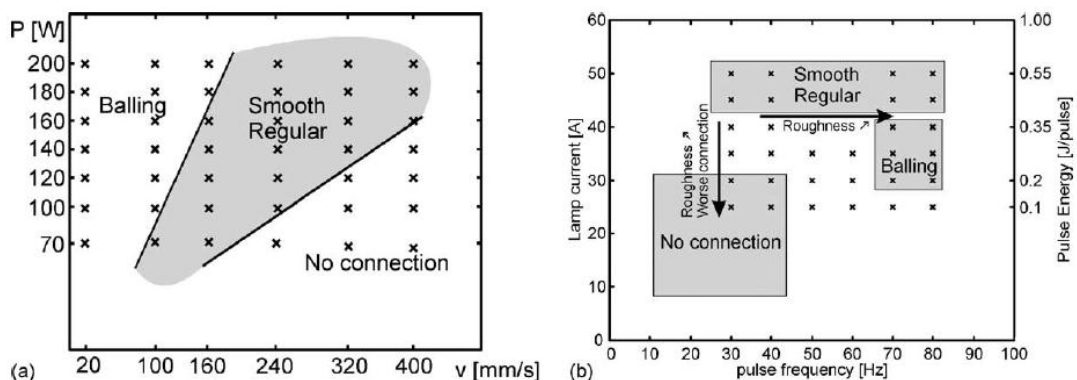 P [W]
200
180
160
140
120
100
70
Balling
Smooth
Regular
No connection
20 100 160 240 320 400 v [mm/s]
(a)
60
50
40
30
20
10
0
Lamp current [A]
Smooth
Regular
Roughness ↗
Roughness ↗
Worse connection
Balling
No connection
1.00
0.55
0.35
0.2
0.1
Pulse Energy [J/pulse]
0 10 20 30 40 50 60 70 80 90 100
pulse frequency [Hz]
(b)